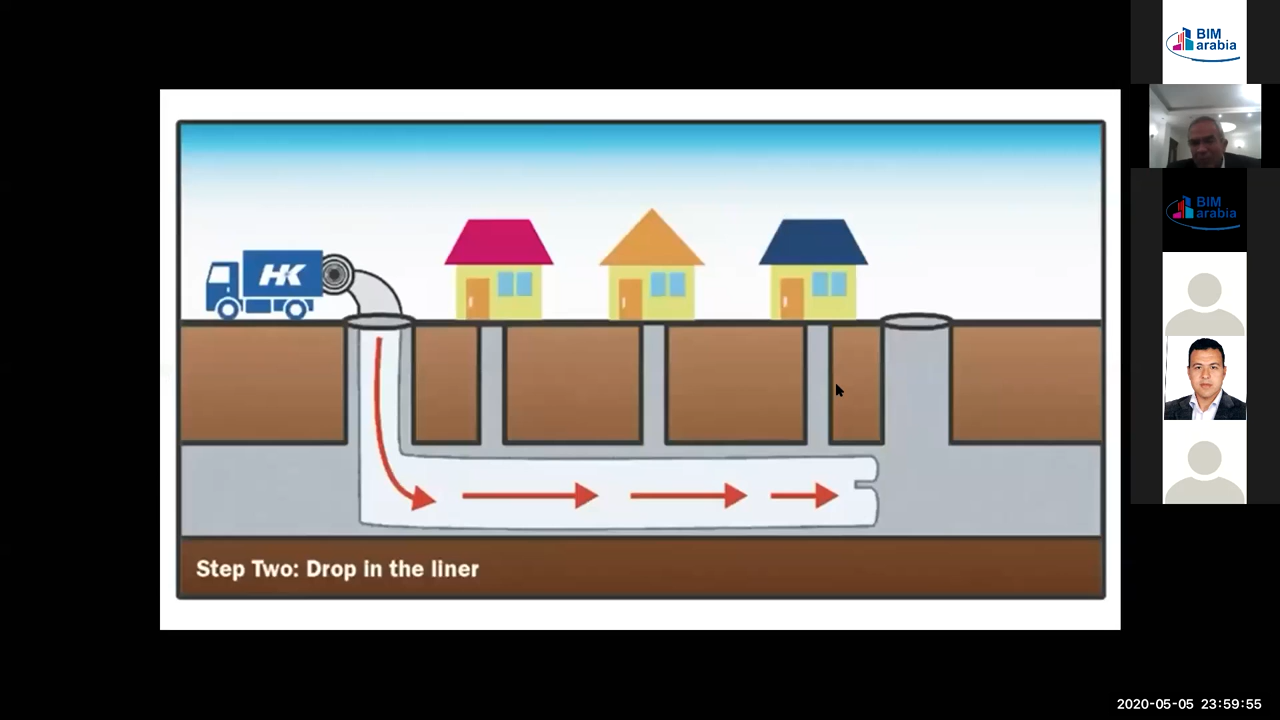 BIM
arabia
HK
BIM
arabia
Step Two: Drop in the liner
2020-05-05 23:59:55